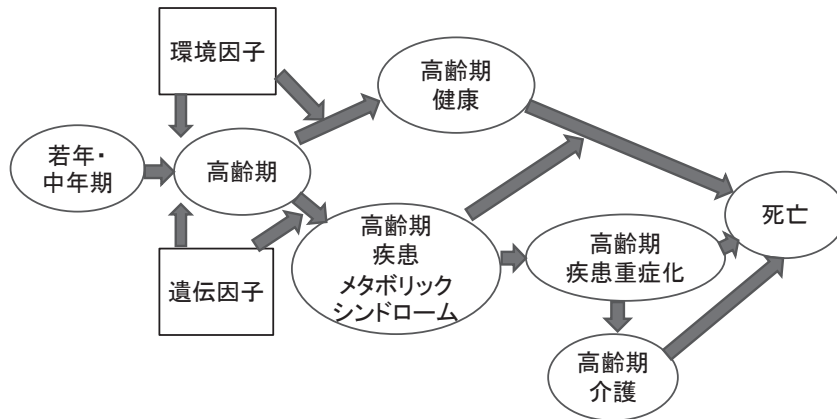 環境因子
高齢期
健康
若年・
中年期
高齢期
死亡
高齢期
疾患
メタボリック
シンドローム
高齢期
疾患重症化
遺伝因子
高齢期
介護